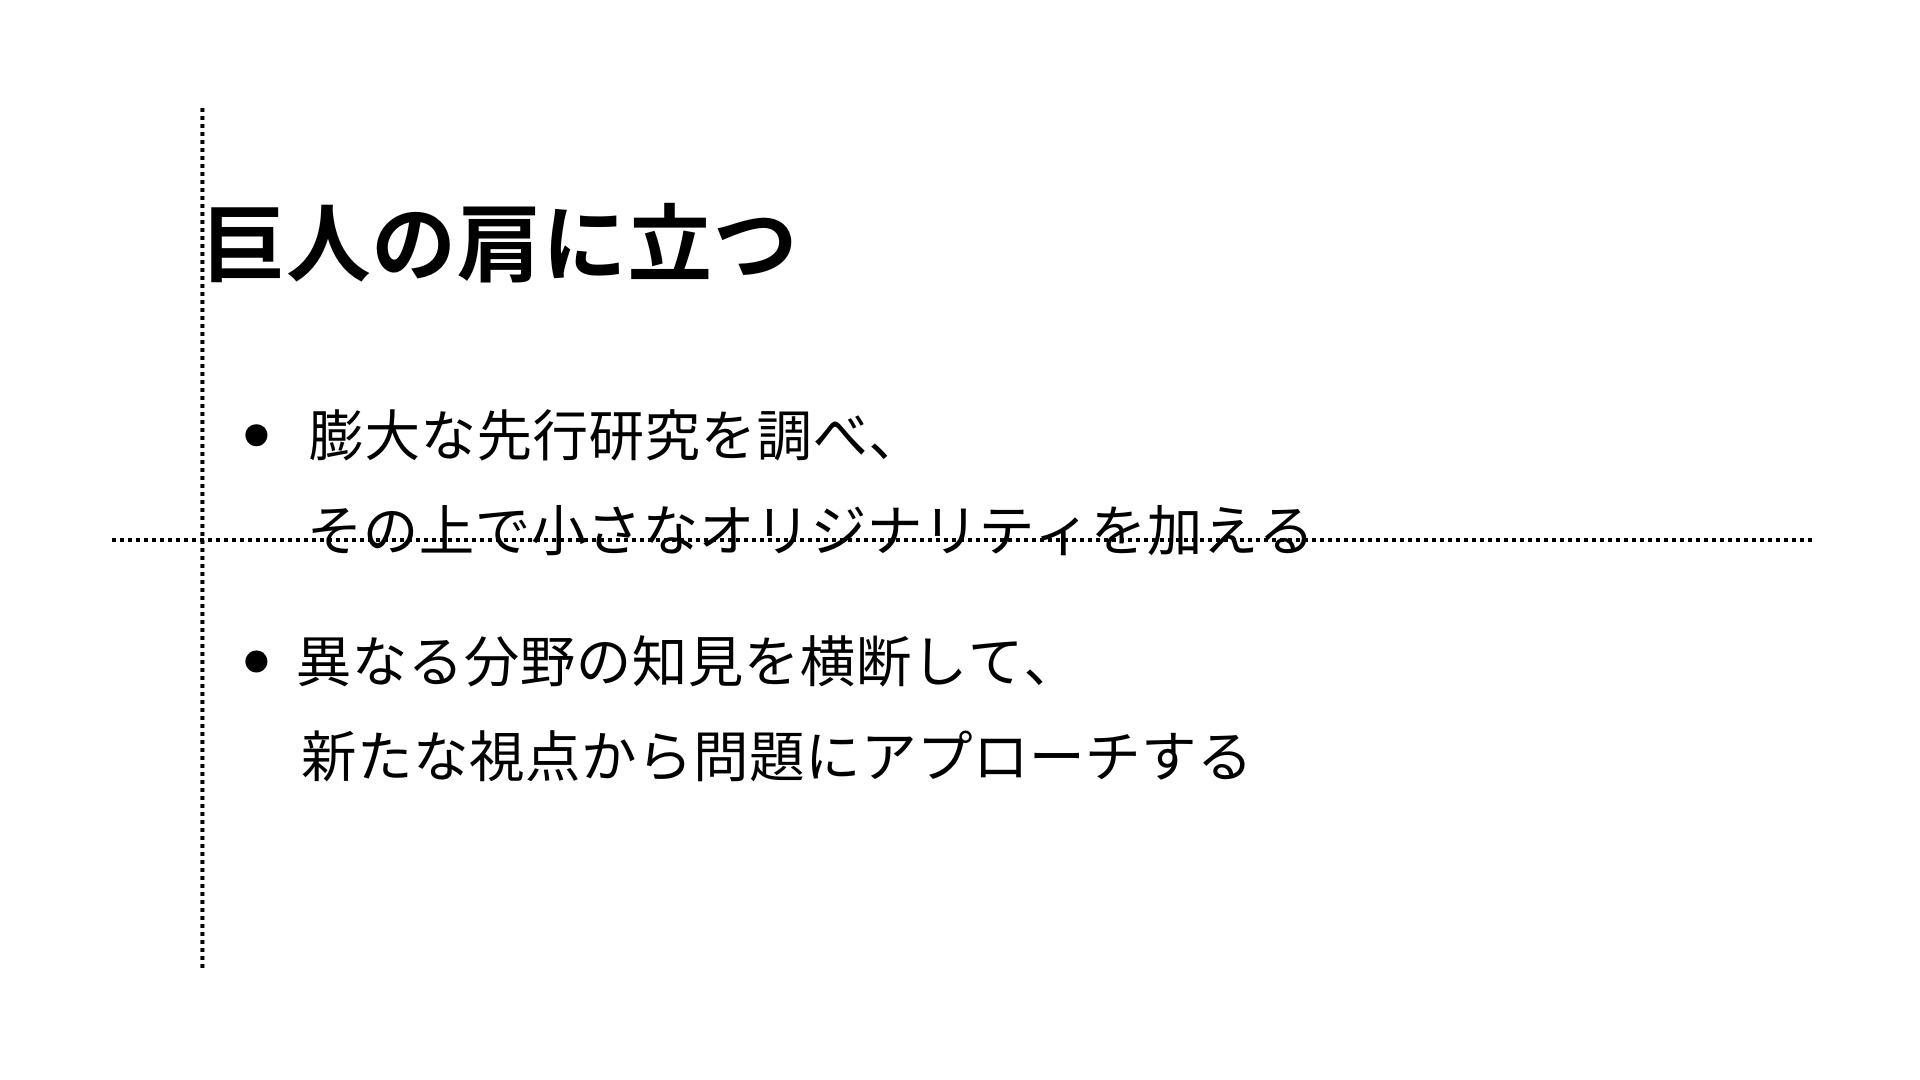 巨人の肩に立つ
• 膨大な先行研究を調べ、
その上で小さなオリジナリティを加える
• 異なる分野の知見を横断して、
新たな視点から問題にアプローチする